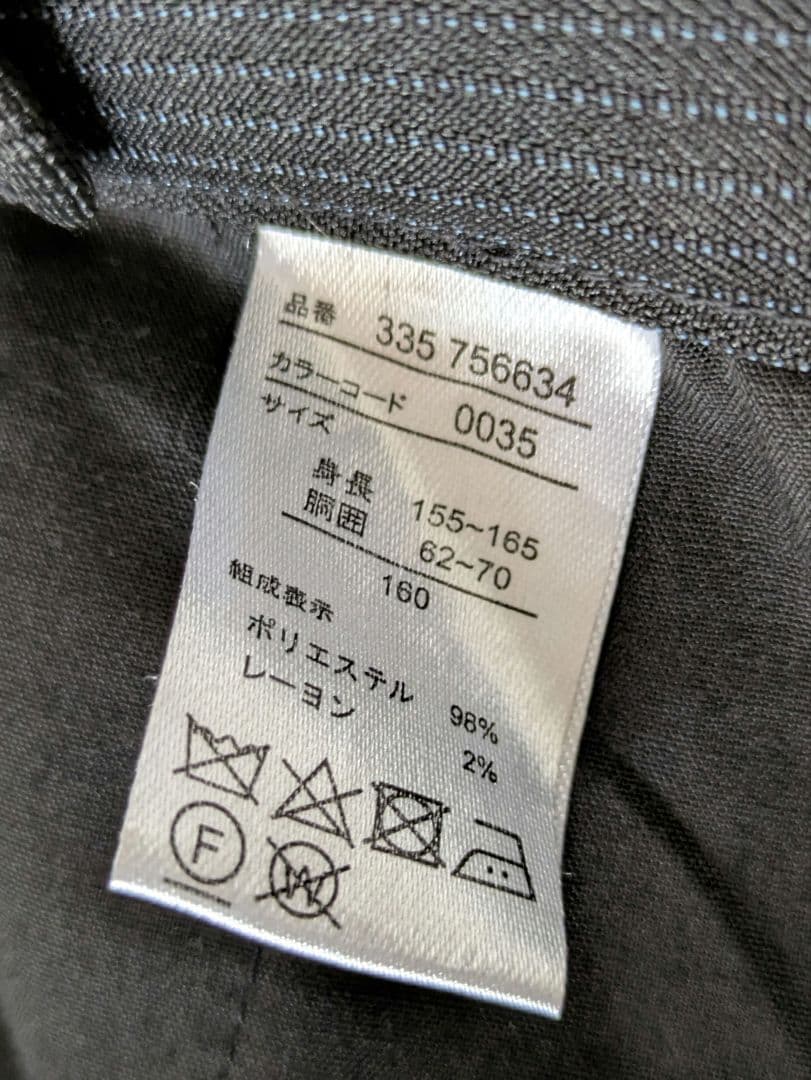 品番 335 756634
カラーコード 0035
サイズ
身長 155~165
胴囲 62~70
160
組成表示
ポリエステル 98%
レーヨン 2%
F W